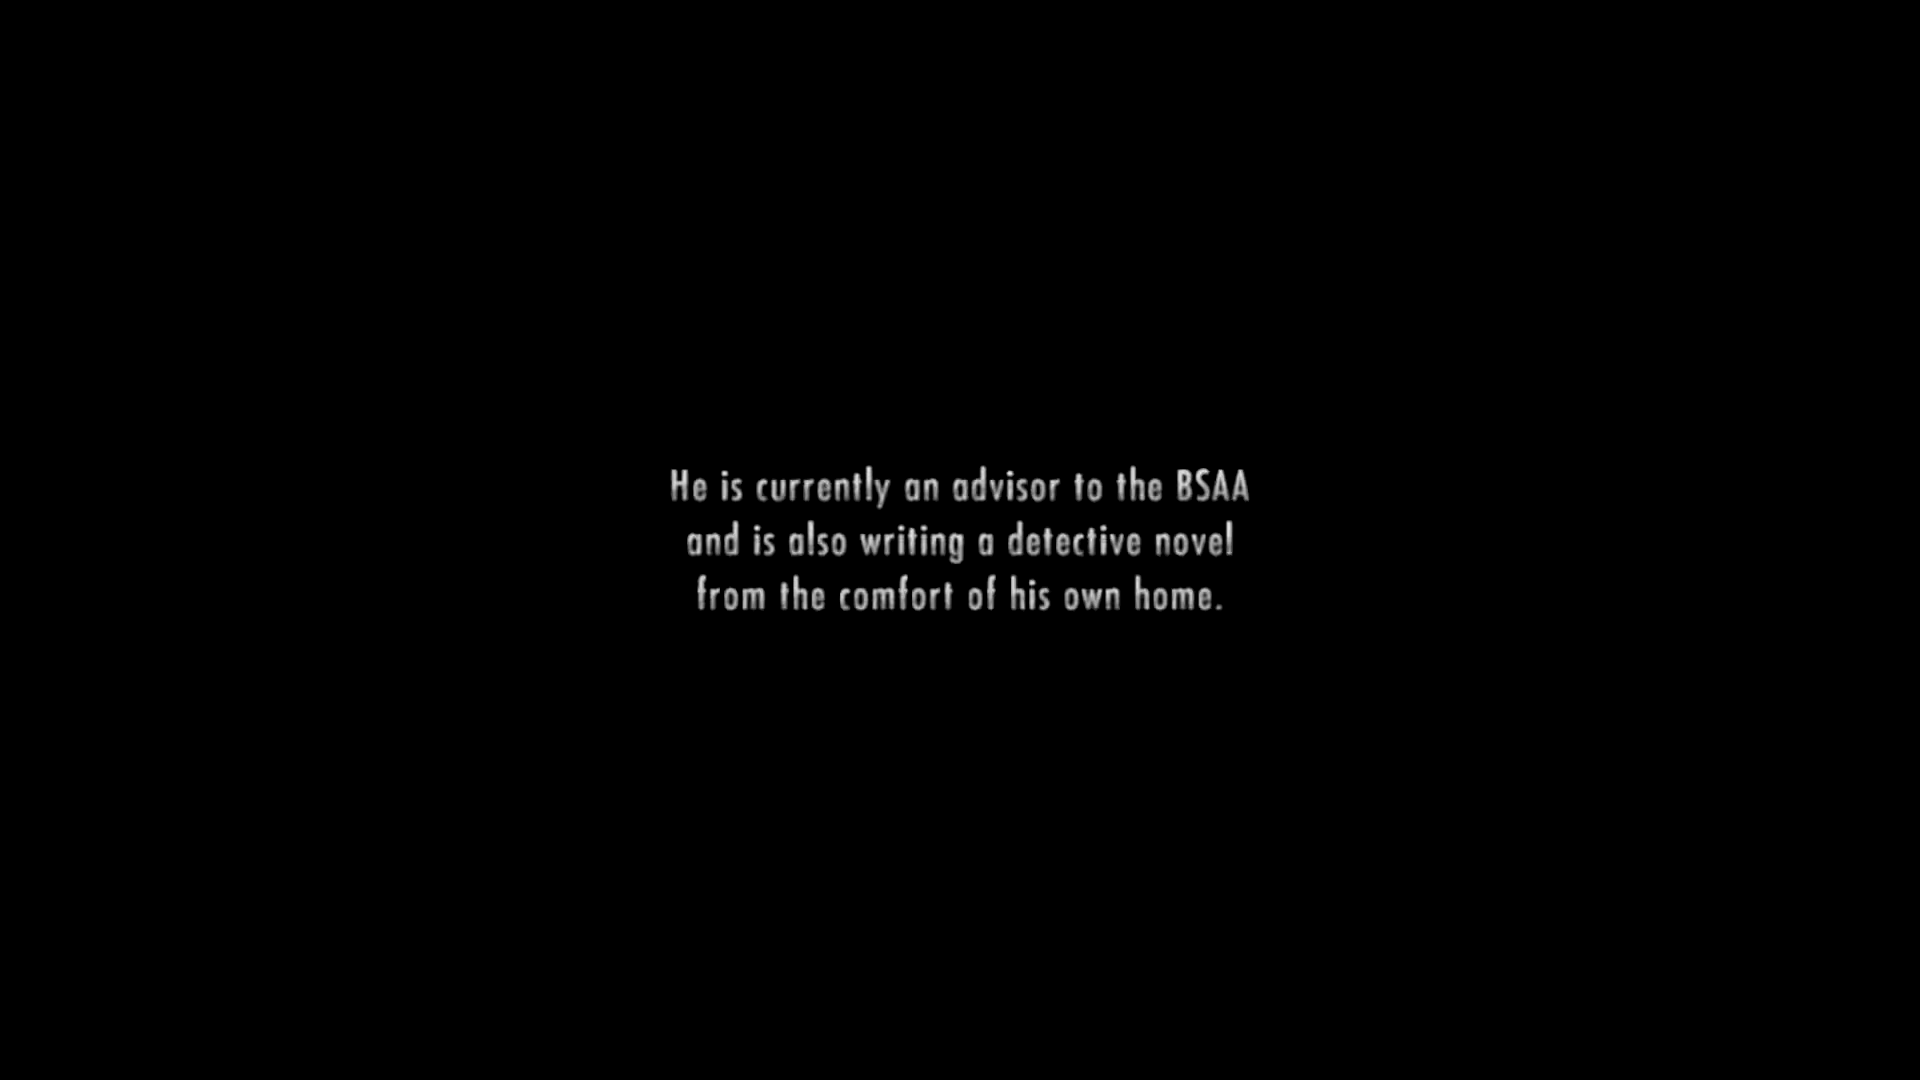 He is currently an advisor to the BSAA
and is also writing a detective novel
from the comfort of his own home.